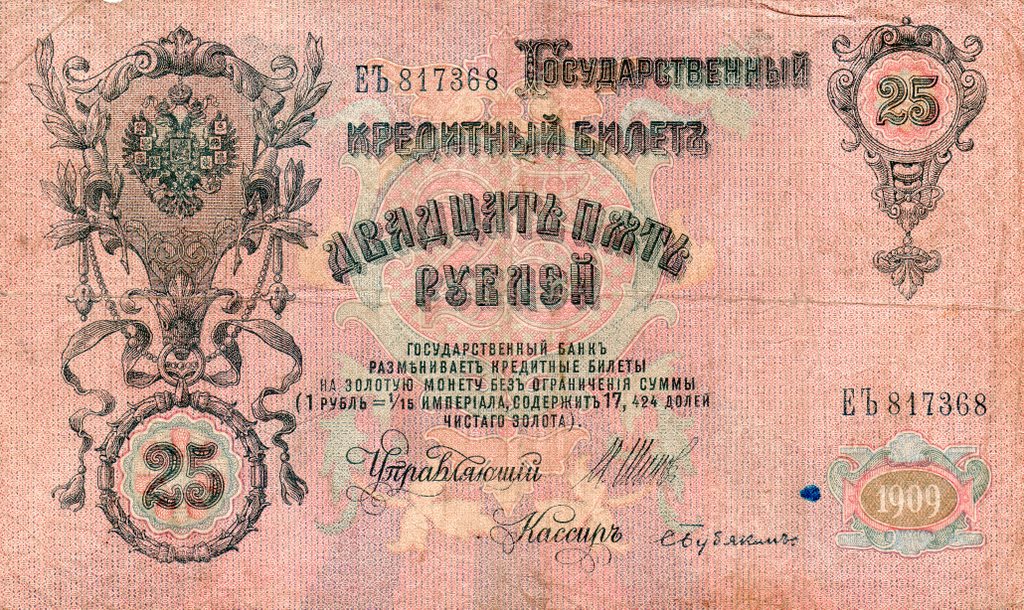 ЕЪ 817368
Государственный
Кредитный Билетъ
Двадцать пять
рублей
ГОСУДАРСТВЕННЫЙ БАНКЪ
РАЗМѢНИВАЕТЪ КРЕДИТНЫЕ БИЛЕТЫ
НА ЗОЛОТУЮ МОНЕТУ БЕЗЪ ОГРАНИЧЕНІЯ СУММЫ
(1 РУБЛЬ = 1/15 ИМПЕРІАЛА, СОДЕРЖИТЪ 17, 424 ДОЛЕЙ
ЧИСТАГО ЗОЛОТА).
25
25
ЕЪ 817368
Управляющій
Кассиръ
1909